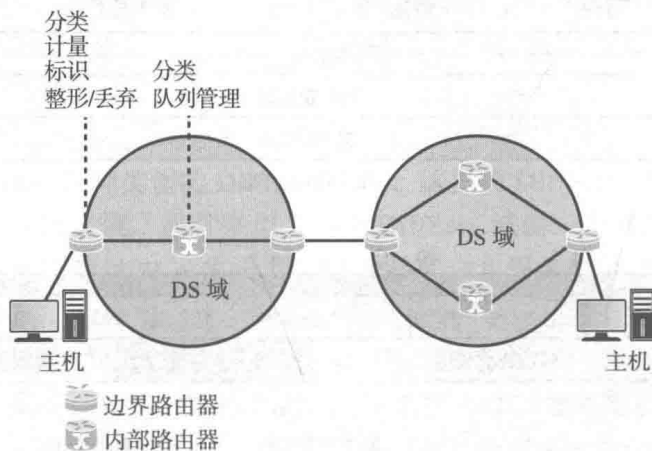 分类
计量
标识
整形/丢弃
分类
队列管理
DS 域
DS 域
主机
主机
边界路由器
内部路由器